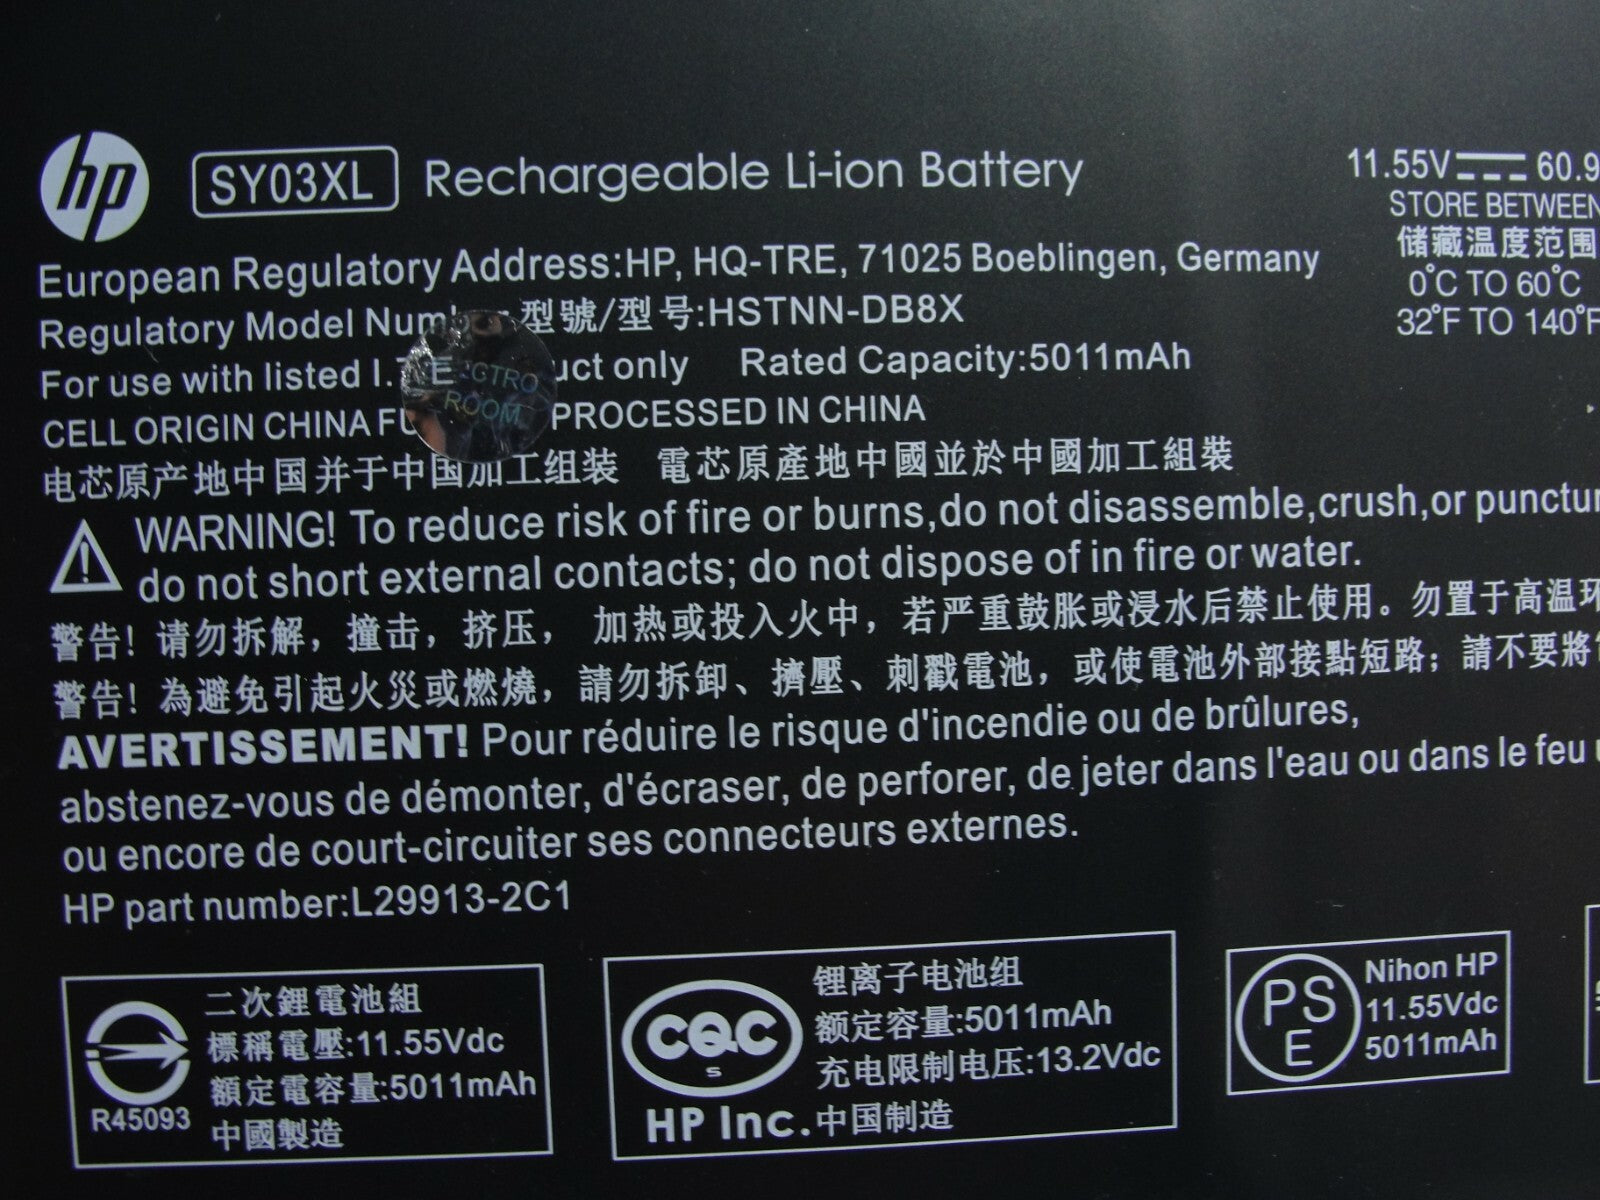 hp SY03XL Rechargeable Li-ion Battery
11.55V 60.9
STORE BETWEEN
储藏温度范围
0°C TO 60°C
32°F TO 140°F
European Regulatory Address:HP, HQ-TRE, 71025 Boeblingen, Germany
Regulatory Model 型號/型号:HSTNN-DB8X
For use with listed only Rated Capacity:5011mAh
ELECTRO
ROOM
CELL ORIGIN CHINA PROCESSED IN CHINA
电芯原产地中国并于中国加工组装 電芯原產地中國並於中國加工組裝
WARNING! To reduce risk of fire or burns,do not disassemble,crush,or
do not short external contacts; do not dispose of in fire or water.
警告! 请勿拆解，撞击，挤压， 加热或投入火中，若严重鼓胀或浸水后禁止使用。勿置于高温环
警告! 為避免引起火災或燃燒，請勿拆卸、擠壓、刺戳電池，或使電池外部接點短路；請不要將
AVERTISSEMENT! Pour réduire le risque d'incendie ou de brûlures,
abstenez-vous de démonter, d'écraser, de perforer, de jeter dans l'eau ou dans le feu
ou encore de court-circuiter ses connecteurs externes.
HP part number:L29913-2C1
R45093
二次鋰電池組
標稱電壓:11.55Vdc
額定電容量:5011mAh
中國製造
CQC
S
锂离子电池组
额定容量:5011mAh
充电限制电压:13.2Vdc
HP Inc.中国制造
PS
E
Nihon HP
11.55Vdc
5011mAh